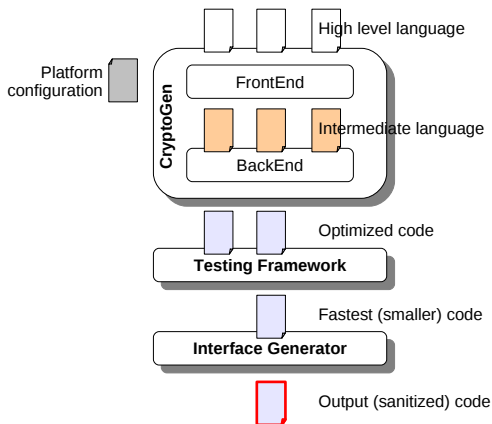 High level language
Platform
configuration
CryptoGen
FrontEnd
Intermediate language
BackEnd
Optimized code
Testing Framework
Fastest (smaller) code
Interface Generator
Output (sanitized) code